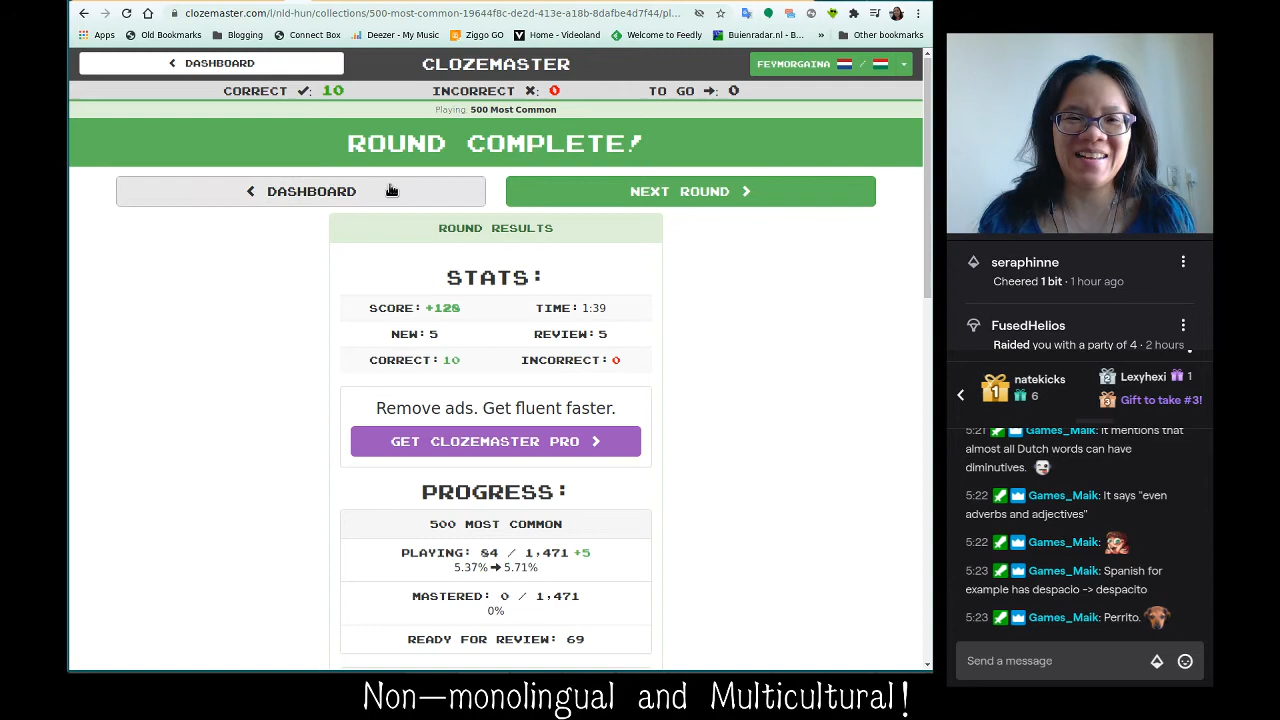 clozemaster.com/l/nld-hun/collections/500-most-common-19644f8c-de2d-413e-a18b-8dafbe4d7f44/pl...
Apps Old Bookmarks Blogging Connect Box Deezer - My Music Ziggo GO Home - Videoland Welcome to Feedly Buienradar.nl - B... » Other bookmarks
DASHBOARD
CLOZEMASTER
FEYMORGAINA /
CORRECT ✔: 10 INCORRECT ✖: 0 TO GO ➔: 0
Playing 500 Most Common
ROUND COMPLETE!
DASHBOARD
NEXT ROUND
ROUND RESULTS
STATS:
SCORE: +128 TIME: 1:39
NEW: 5 REVIEW: 5
CORRECT: 10 INCORRECT: 0
Remove ads. Get fluent faster.
GET CLOZEMASTER PRO
PROGRESS:
500 MOST COMMON
PLAYING: 84 / 1,471 +5
5.37% ➔ 5.71%
MASTERED: 0 / 1,471
0%
READY FOR REVIEW: 69
seraphinne
Cheered 1 bit · 1 hour ago
FusedHelios
Raided you with a party of 4 · 2 hours
1 natekicks
6
2 Lexyhexi 1
3 Gift to take #3!
5:21 Games_Maik: It mentions that
almost all Dutch words can have
diminutives.
5:22 Games_Maik: It says "even
adverbs and adjectives"
5:22 Games_Maik:
5:23 Games_Maik: Spanish for
example has despacio -> despacito
5:23 Games_Maik: Perrito.
Send a message
Non-monolingual and Multicultural!